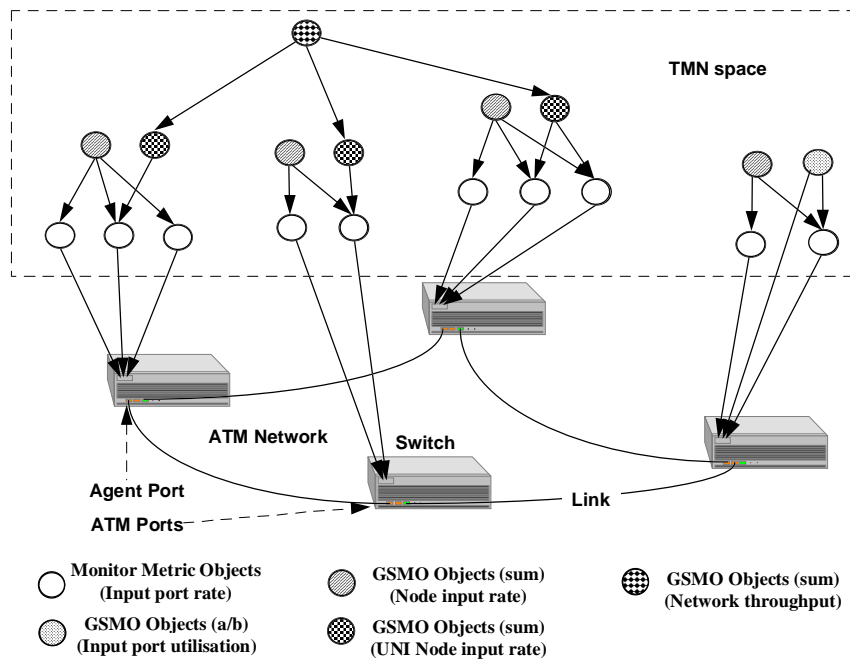 TMN space
ATM Network
Switch
Agent Port
Link
ATM Ports
Monitor Metric Objects
(Input port rate)
GSMO Objects (sum)
(Node input rate)
GSMO Objects (sum)
(Network throughput)
GSMO Objects (a/b)
(Input port utilisation)
GSMO Objects (sum)
(UNI Node input rate)